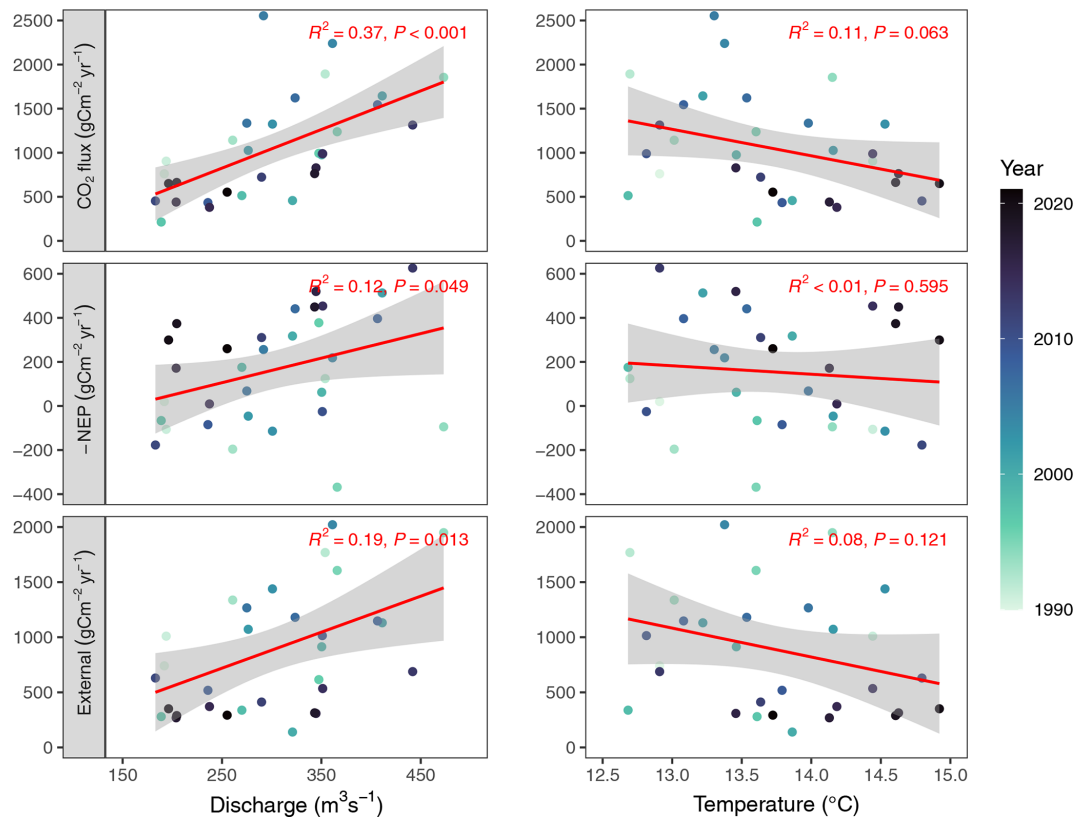 R² = 0.37, P < 0.001
R² = 0.11, P = 0.063
CO₂ flux (gCm⁻² yr⁻¹)
2500
2000
1500
1000
500
0
R² = 0.12, P = 0.049
R² < 0.01, P = 0.595
−NEP (gCm⁻² yr⁻¹)
600
400
200
0
−200
−400
R² = 0.19, P = 0.013
R² = 0.08, P = 0.121
External (gCm⁻² yr⁻¹)
2000
1500
1000
500
0
150 250 350 450
12.5 13.0 13.5 14.0 14.5 15.0
Discharge (m³s⁻¹)
Temperature (°C)
Year
2020
2010
2000
1990